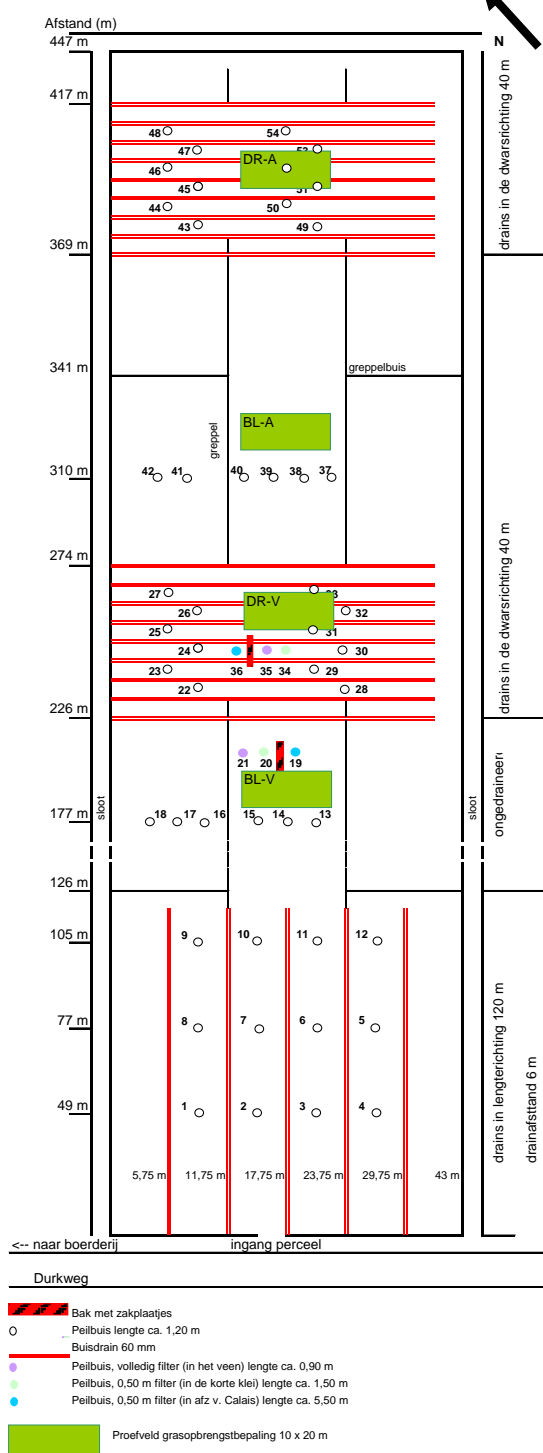 Afstand (m)
447 m
N
417 m
48
54
47
53
DR-A
46
45
51
44
50
43
49
369 m
drains in de dwarsrichting 40 m
341 m
greppelbuis
BL-A
greppel
310 m
42
41
40
39
38
37
274 m
27
33
DR-V
26
32
25
31
24
30
36
35
34
23
29
22
28
226 m
drains in de dwarsrichting 40 m
21
20
19
BL-V
ongedraineer
sloot
sloot
177 m
18
17
16
15
14
13
126 m
105 m
9
10
11
12
77 m
8
7
6
5
49 m
1
2
3
4
drains in lengterichting 120 m
drainafsttand 6 m
5,75 m
11,75 m
17,75 m
23,75 m
29,75 m
43 m
<-- naar boerderij
ingang perceel
Durkweg
Bak met zakplaatjes
Peilbuis lengte ca. 1,20 m
Buisdrain 60 mm
Peilbuis, volledig filter (in het veen) lengte ca. 0,90 m
Peilbuis, 0,50 m filter (in de korte klei) lengte ca. 1,50 m
Peilbuis, 0,50 m filter (in afz v. Calais) lengte ca. 5,50 m
Proefveld grasopbrengstbepaling 10 x 20 m